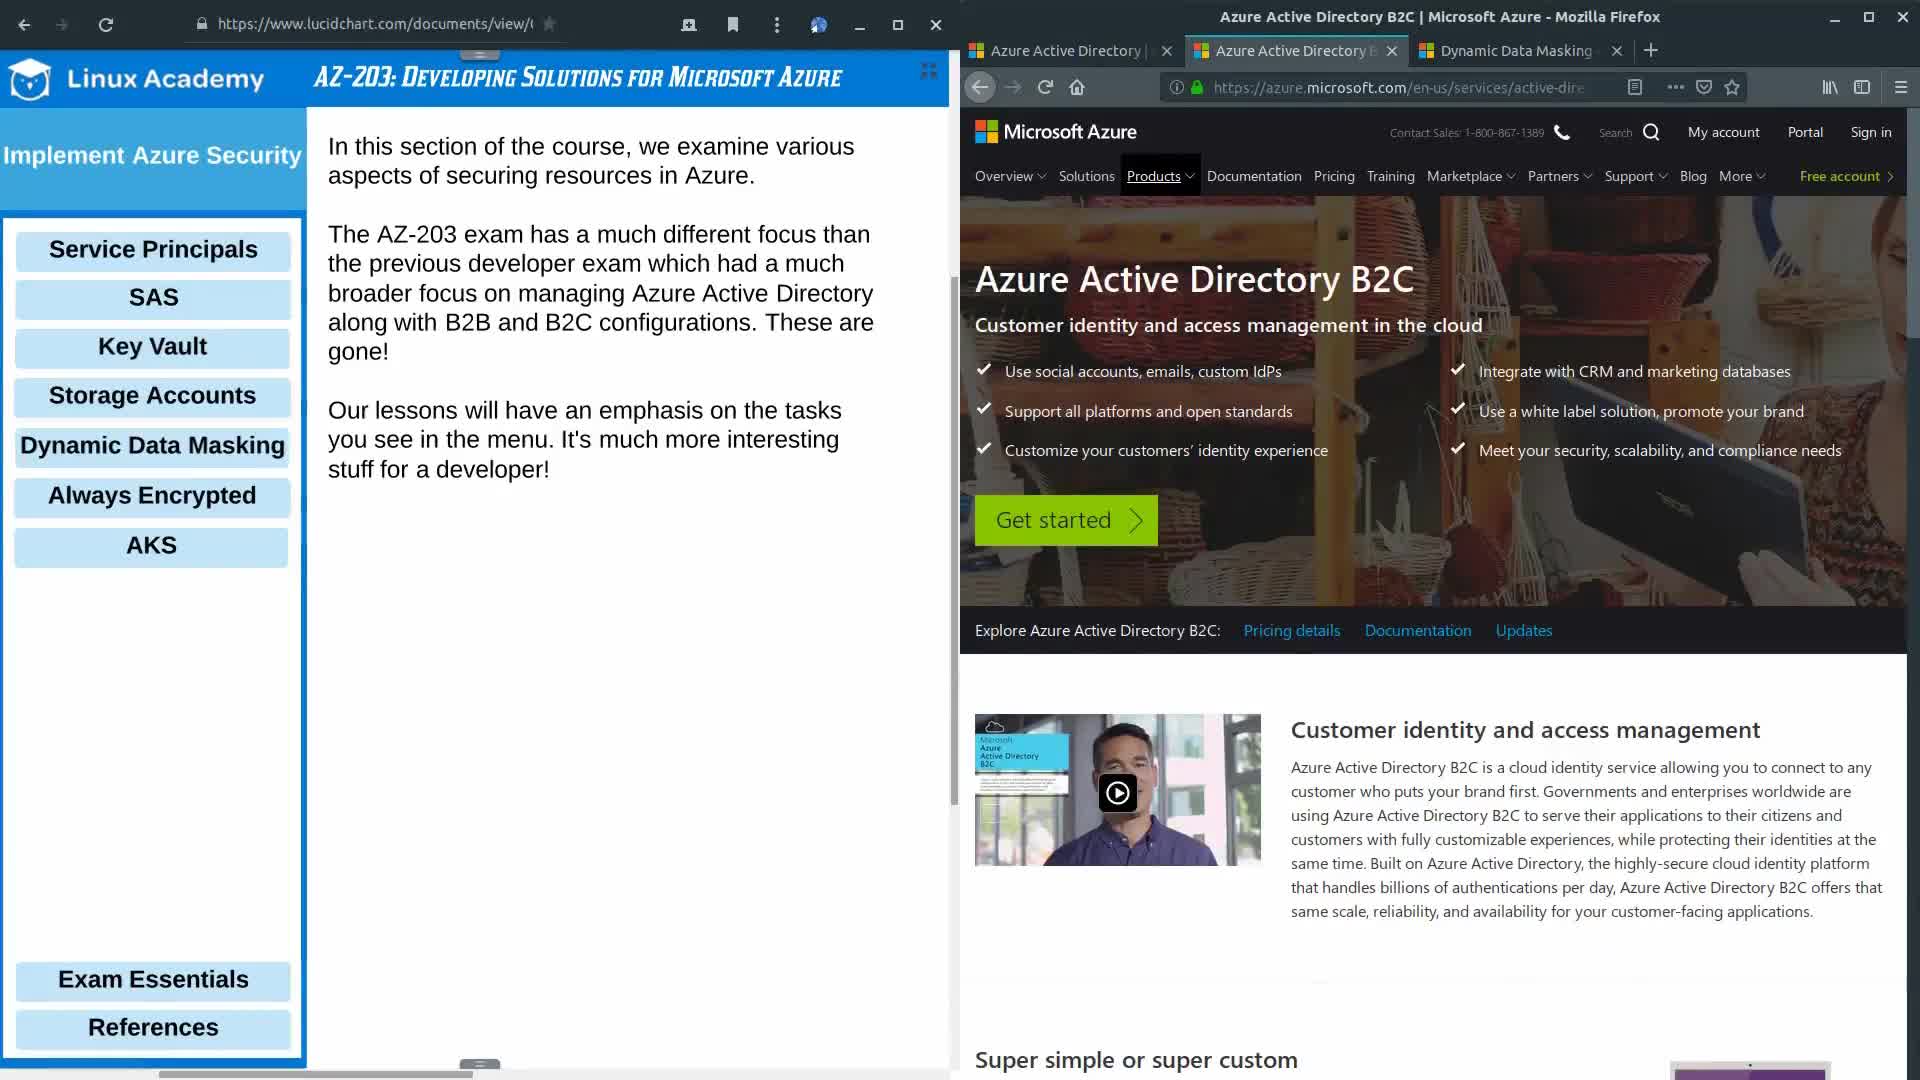 https://www.lucidchart.com/documents/view/
Linux Academy
AZ-203: Developing Solutions for Microsoft Azure
Implement Azure Security
Service Principals
SAS
Key Vault
Storage Accounts
Dynamic Data Masking
Always Encrypted
AKS
Exam Essentials
References
In this section of the course, we examine various
aspects of securing resources in Azure.
The AZ-203 exam has a much different focus than
the previous developer exam which had a much
broader focus on managing Azure Active Directory
along with B2B and B2C configurations. These are
gone!
Our lessons will have an emphasis on the tasks
you see in the menu. It's much more interesting
stuff for a developer!
Azure Active Directory B2C | Microsoft Azure - Mozilla Firefox
Azure Active Directory |
Azure Active Directory B
Dynamic Data Masking
https://azure.microsoft.com/en-us/services/active-dire
Microsoft Azure
Contact Sales: 1-800-867-1389
Search
My account
Portal
Sign in
Overview
Solutions
Products
Documentation
Pricing
Training
Marketplace
Partners
Support
Blog
More
Free account
Azure Active Directory B2C
Customer identity and access management in the cloud
Use social accounts, emails, custom IdPs
Support all platforms and open standards
Customize your customers’ identity experience
Integrate with CRM and marketing databases
Use a white label solution, promote your brand
Meet your security, scalability, and compliance needs
Get started
Explore Azure Active Directory B2C:
Pricing details
Documentation
Updates
Microsoft
Azure
Active Directory
B2C
Customer identity and access management
Azure Active Directory B2C is a cloud identity service allowing you to connect to any
customer who puts your brand first. Governments and enterprises worldwide are
using Azure Active Directory B2C to serve their applications to their citizens and
customers with fully customizable experiences, while protecting their identities at the
same time. Built on Azure Active Directory, the highly-secure cloud identity platform
that handles billions of authentications per day, Azure Active Directory B2C offers that
same scale, reliability, and availability for your customer-facing applications.
Super simple or super custom